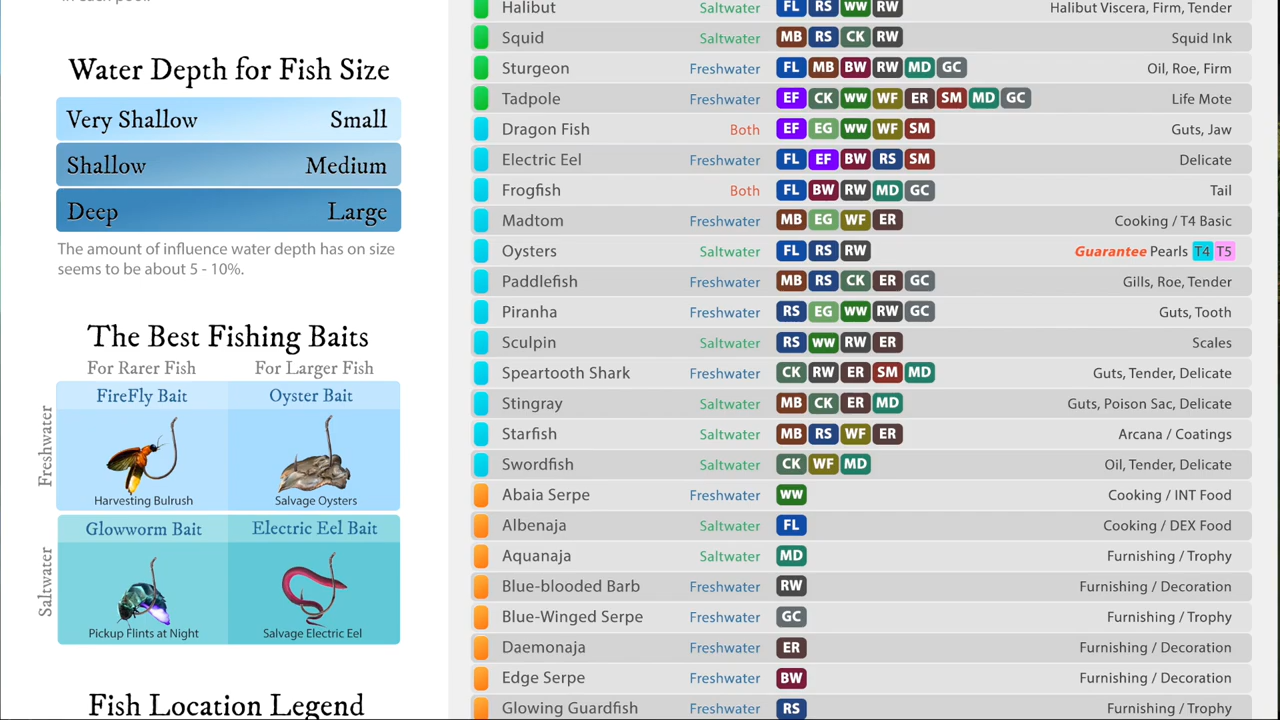 in each pool.
Water Depth for Fish Size
Very Shallow Small
Shallow Medium
Deep Large
The amount of influence water depth has on size
seems to be about 5 - 10%.
The Best Fishing Baits
For Rarer Fish For Larger Fish
Freshwater
FireFly Bait Oyster Bait
Harvesting Bulrush Salvage Oysters
Saltwater
Glowworm Bait Electric Eel Bait
Pickup Flints at Night Salvage Electric Eel
Fish Location Legend
Halibut Saltwater FL RS WW RW Halibut Viscera, Firm, Tender
Squid Saltwater MB RS CK RW Squid Ink
Sturgeon Freshwater FL MB BW RW MD GC Oil, Roe, Firm
Tadpole Freshwater EF CK WW WF ER SM MD GC Life Mote
Dragon Fish Both EF EG WW WF SM Guts, Jaw
Electric Eel Freshwater FL EF BW RS SM Delicate
Frogfish Both FL BW RW MD GC Tail
Madtom Freshwater MB EG WF ER Cooking / T4 Base
Oysters Saltwater FL RS RW Guarantee Pearls T4 T5
Paddlefish Freshwater MB RS CK ER GC Gills, Roe, Tender
Piranha Freshwater RS EG WW RW GC Guts, Tooth
Sculpin Saltwater RS WW RW ER Scales
Speartooth Shark Freshwater CK RW ER SM MD Guts, Tender, Delicate
Stingray Saltwater MB CK ER MD Guts, Poison Sac, Delicate
Starfish Saltwater MB RS WF ER Arcana / Coatings
Swordfish Saltwater CK WF MD Oil, Tender, Delicate
Abaia Serpe Freshwater WW Cooking / INT Food
Albenaja Saltwater FL Cooking / DEX Food
Aquanaja Saltwater MD Furnishing / Trophy
Blue-blooded Barb Freshwater RW Furnishing / Decoration
Blue-Winged Serpe Freshwater GC Furnishing / Trophy
Daemonaja Freshwater ER Furnishing / Decoration
Edge Serpe Freshwater BW Furnishing / Decoration
Glowing Guardfish Freshwater RS Furnishing / Trophy